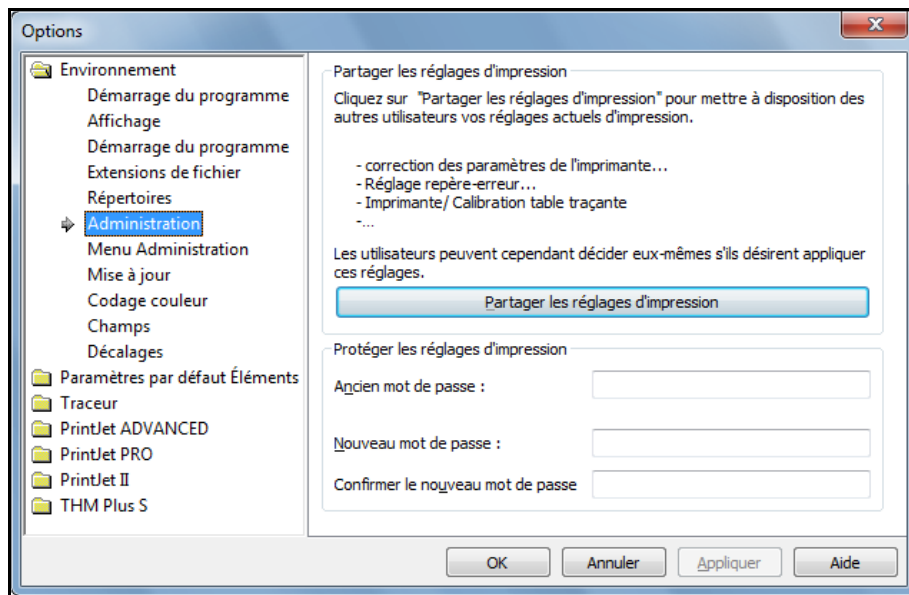 Options
Environnement
Démarrage du programme
Affichage
Démarrage du programme
Extensions de fichier
Répertoires
Administration
Menu Administration
Mise à jour
Codage couleur
Champs
Décalages
Paramètres par défaut Éléments
Traceur
PrintJet ADVANCED
PrintJet PRO
PrintJet II
THM Plus S
Partager les réglages d'impression
Cliquez sur "Partager les réglages d'impression" pour mettre à disposition des
autres utilisateurs vos réglages actuels d'impression.
- correction des paramètres de l'imprimante...
- Réglage repère-erreur...
- Imprimante/ Calibration table traçante
-...
Les utilisateurs peuvent cependant décider eux-mêmes s'ils désirent appliquer
ces réglages.
Partager les réglages d'impression
Protéger les réglages d'impression
Ancien mot de passe :
Nouveau mot de passe :
Confirmer le nouveau mot de passe
OK
Annuler
Appliquer
Aide